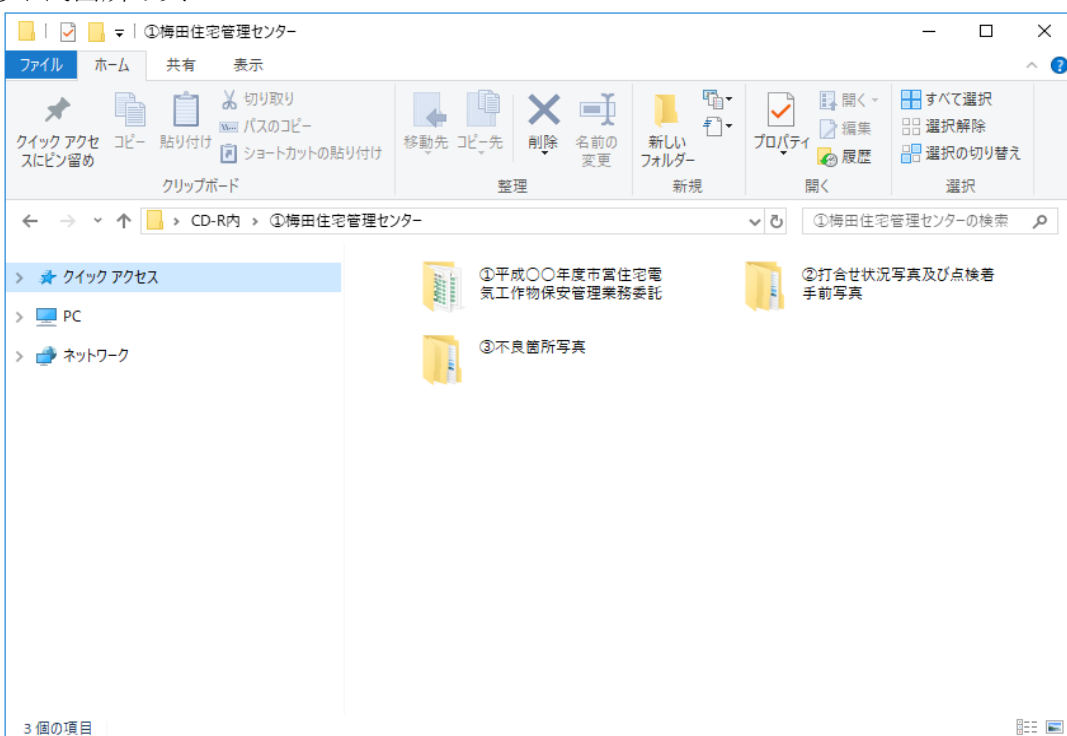 ①梅田住宅管理センター
ファイル ホーム 共有 表示
クイック アクセスにピン留め
コピー
貼り付け
切り取り
パスのコピー
ショートカットの貼り付け
クリップボード
移動先
コピー先
削除
名前の変更
整理
新しいフォルダー
新規
プロパティ
開く
編集
履歴
開く
すべて選択
選択解除
選択の切り替え
選択
CD-R内 › ①梅田住宅管理センター
①梅田住宅管理センターの検索
クイック アクセス
PC
ネットワーク
①平成〇〇年度市営住宅電
気工作物保安管理業務委託
②打合せ状況写真及び点検着
手前写真
③不良箇所写真
3 個の項目